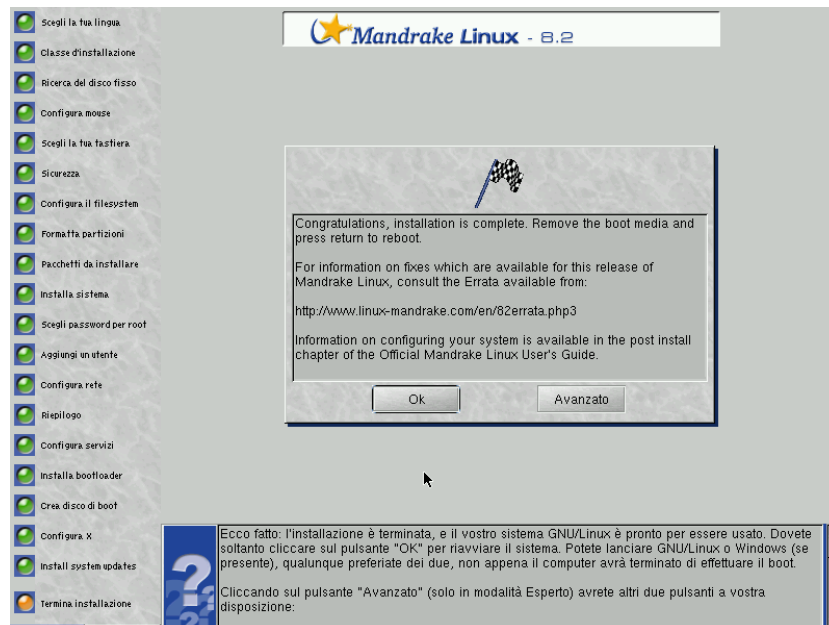 Scegli la tua lingua
Classe d'installazione
Ricerca del disco fisso
Configura mouse
Scegli la tua tastiera
Sicurezza
Configura il filesystem
Formatta partizioni
Pacchetti da installare
Installa sistema
Scegli password per root
Aggiungi un utente
Configura rete
Riepilogo
Configura servizi
Installa bootloader
Crea disco di boot
Configura X
Install system updates
Termina installazione
Mandrake Linux - 8.2
Congratulations, installation is complete. Remove the boot media and
press return to reboot.
For information on fixes which are available for this release of
Mandrake Linux, consult the Errata available from:
http://www.linux-mandrake.com/en/82errata.php3
Information on configuring your system is available in the post install
chapter of the Official Mandrake Linux User's Guide.
Ok
Avanzato
Ecco fatto: l'installazione è terminata, e il vostro sistema GNU/Linux è pronto per essere usato. Dovete
soltanto cliccare sul pulsante "OK" per riavviare il sistema. Potete lanciare GNU/Linux o Windows (se
presente), qualunque preferiate dei due, non appena il computer avrà terminato di effettuare il boot.
Cliccando sul pulsante "Avanzato" (solo in modalità Esperto) avrete altri due pulsanti a vostra
disposizione: